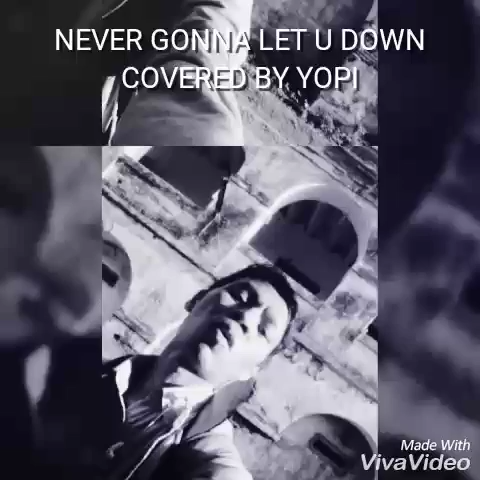 NEVER GONNA LET U DOWN
COVERED BY YOPI
Made With
VivaVideo